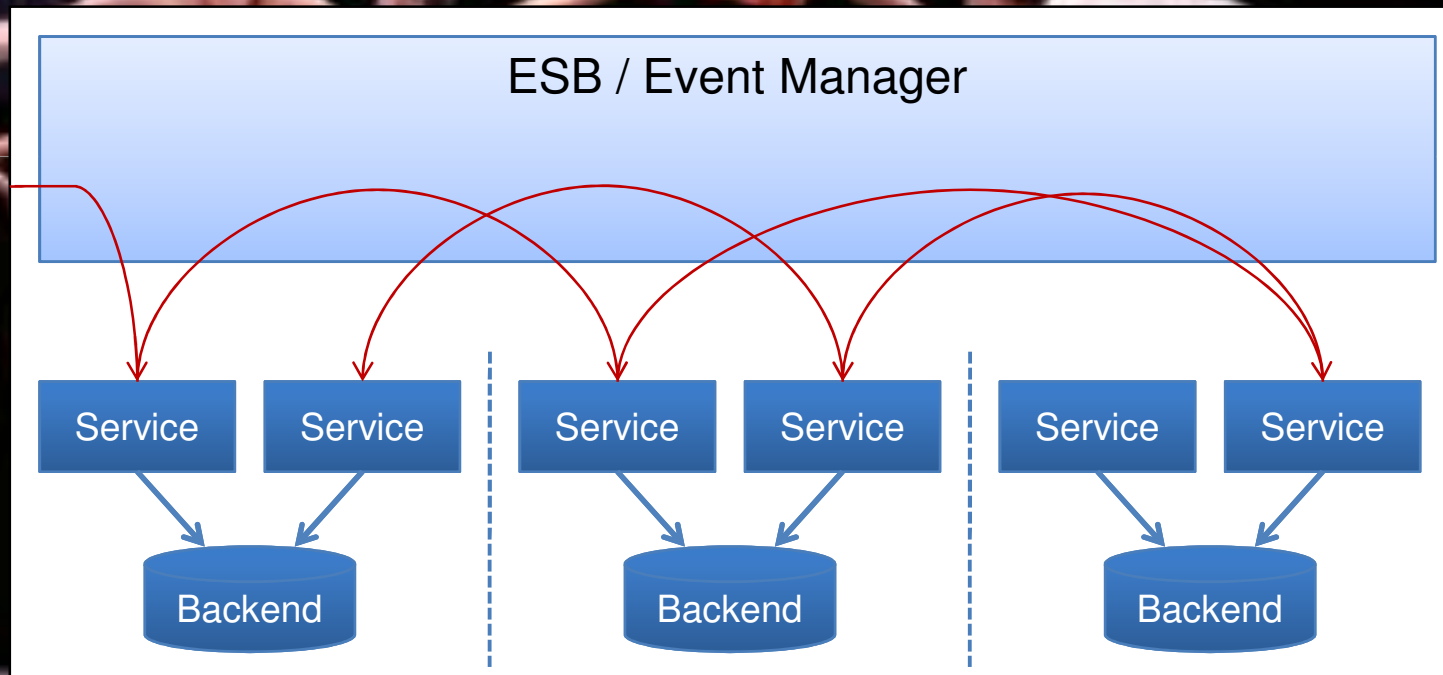 ESB / Event Manager
Service
Service
Service
Service
Service
Service
Backend
Backend
Backend